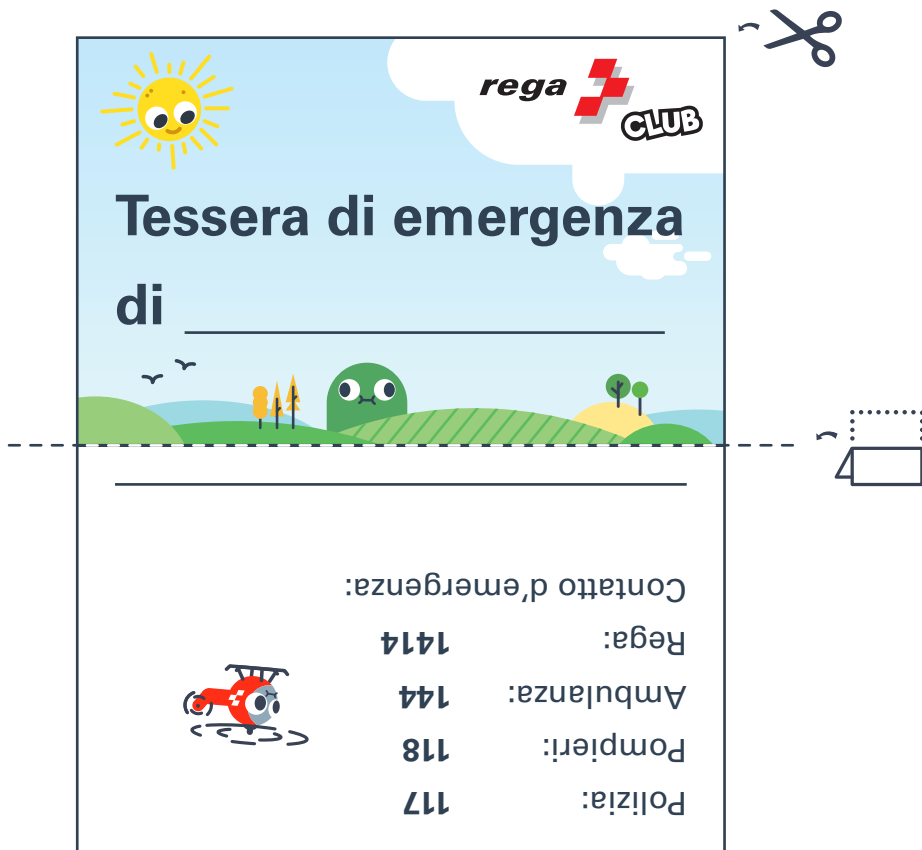 rega
CLUB
Tessera di emergenza
di
Polizia: 117
Pompieri: 118
Ambulanza: 144
Rega: 1414
Contatto d’emergenza: